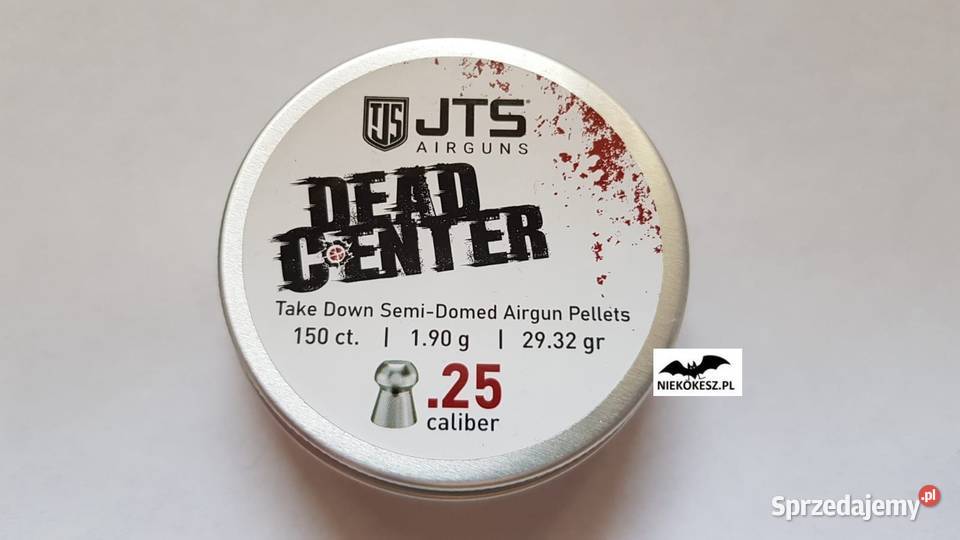 TJS JTS
AIRGUNS
DEAD
CENTER
Take Down Semi-Domed Airgun Pellets
150 ct. | 1.90 g | 29.32 gr
.25
caliber
NIEKOKESZ.PL
Sprzedajemy.pl